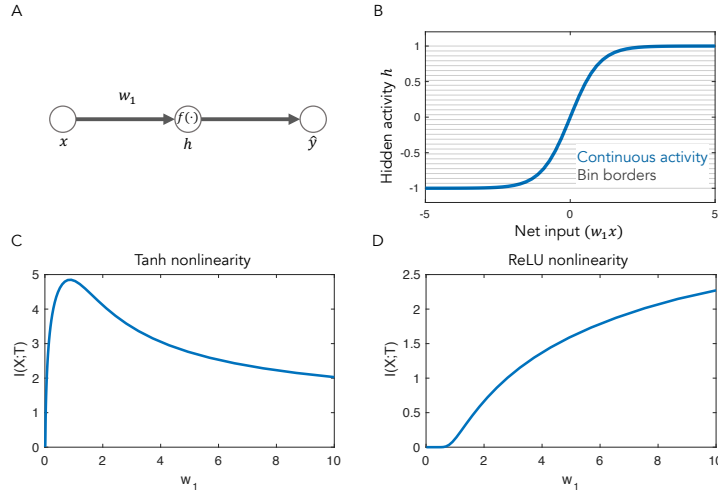 A
w₁
f(·)
x
h
ŷ
B
Hidden activity h
1
0.5
0
-0.5
-1
Continuous activity
Bin borders
-5
0
5
Net input (w₁x)
C
Tanh nonlinearity
I(X;T)
5
4
3
2
1
0
0
2
4
6
8
10
w₁
D
ReLU nonlinearity
I(X;T)
2.5
2
1.5
1
0.5
0
0
2
4
6
8
10
w₁